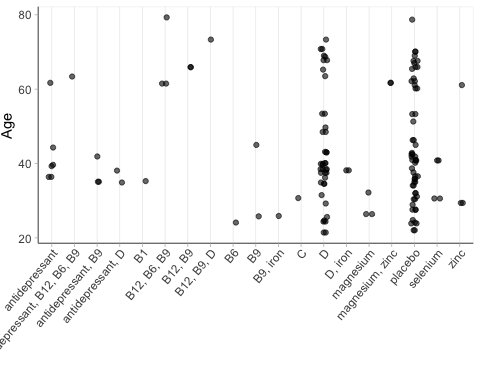 80
60
40
20
Age
antidepressant
depressant, B12, B6, B9
antidepressant, B9
antidepressant, D
B1
B12, B6, B9
B12, B9
B12, B9, D
B6
B9
B9, iron
C
D
D, iron
magnesium
magnesium, zinc
placebo
selenium
zinc